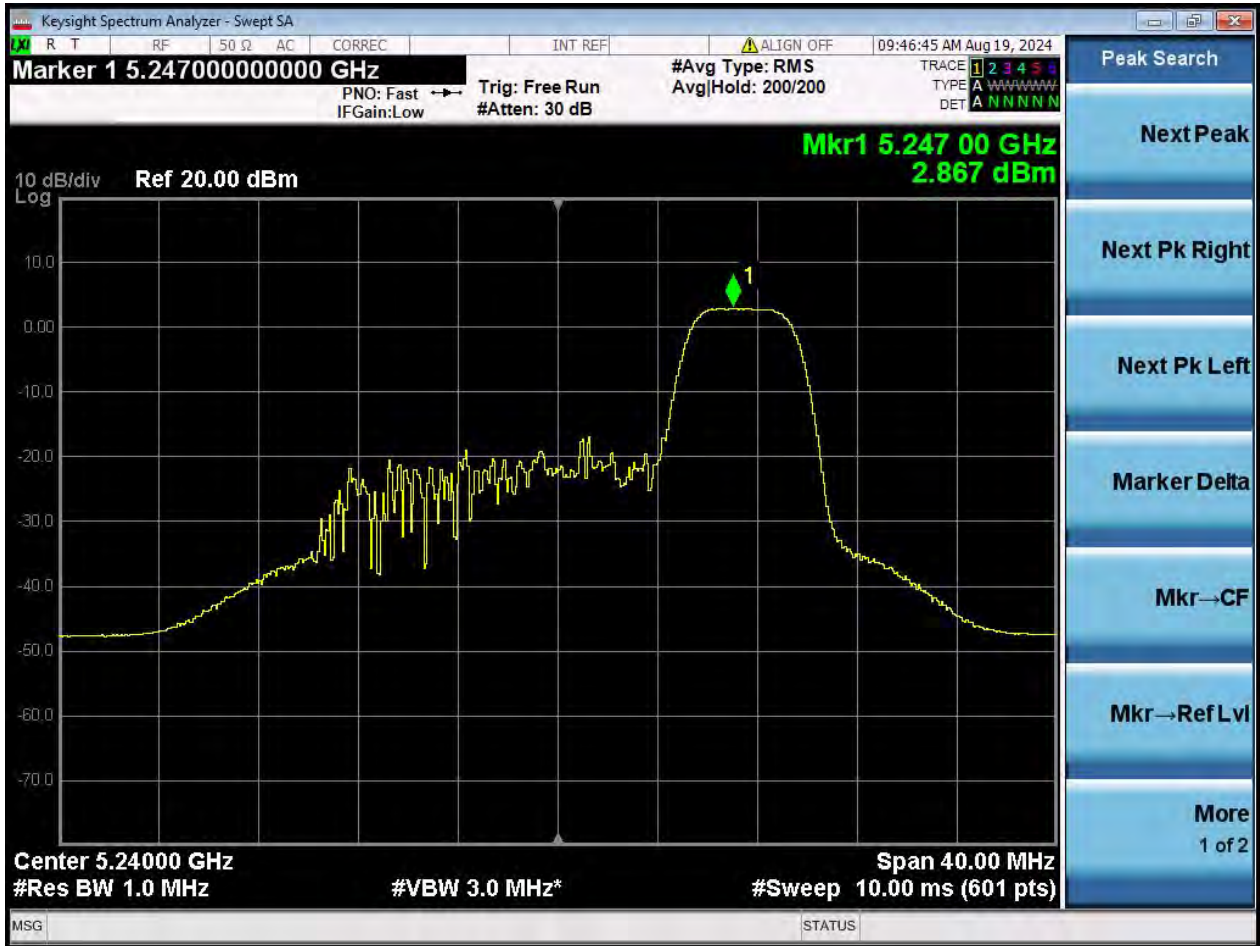 Keysight Spectrum Analyzer - Swept SA
LXI R T RF 50 Ω AC CORREC INT REF ALIGN OFF 09:46:45 AM Aug 19, 2024
Marker 1 5.247000000000 GHz
PNO: Fast
IFGain:Low
Trig: Free Run
#Atten: 30 dB
#Avg Type: RMS
Avg|Hold: 200/200
TRACE 1 2 3 4 5 6
TYPE A WWWWW
DET A N N N N N
Mkr1 5.247 00 GHz
2.867 dBm
10 dB/div Ref 20.00 dBm
Log
1
10.0
0.00
-10.0
-20.0
-30.0
-40.0
-50.0
-60.0
-70.0
Center 5.24000 GHz Span 40.00 MHz
#Res BW 1.0 MHz #VBW 3.0 MHz* #Sweep 10.00 ms (601 pts)
MSG STATUS
Peak Search
Next Peak
Next Pk Right
Next Pk Left
Marker Delta
Mkr→CF
Mkr→Ref Lvl
More
1 of 2